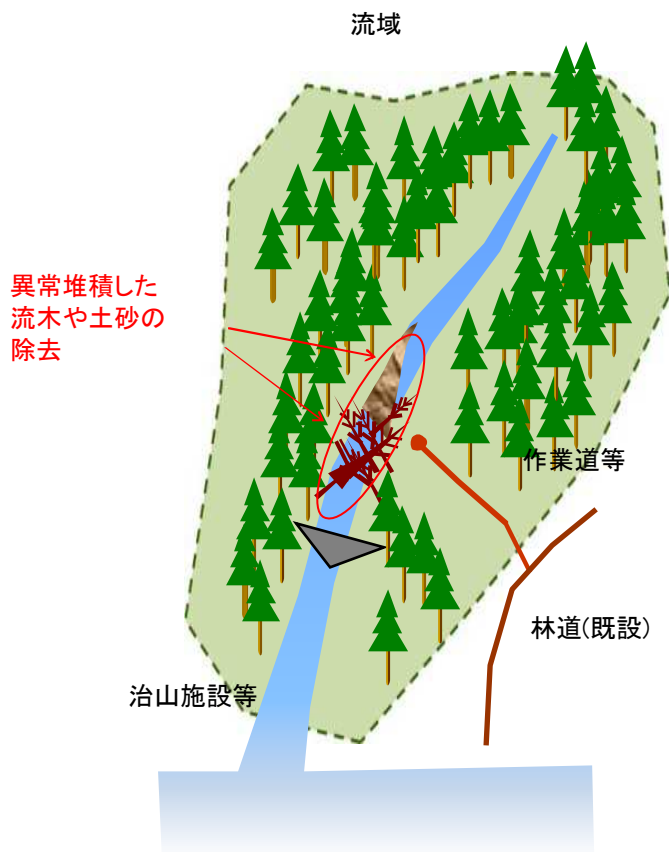 流域
異常堆積した
流木や土砂の
除去
作業道等
林道(既設)
治山施設等